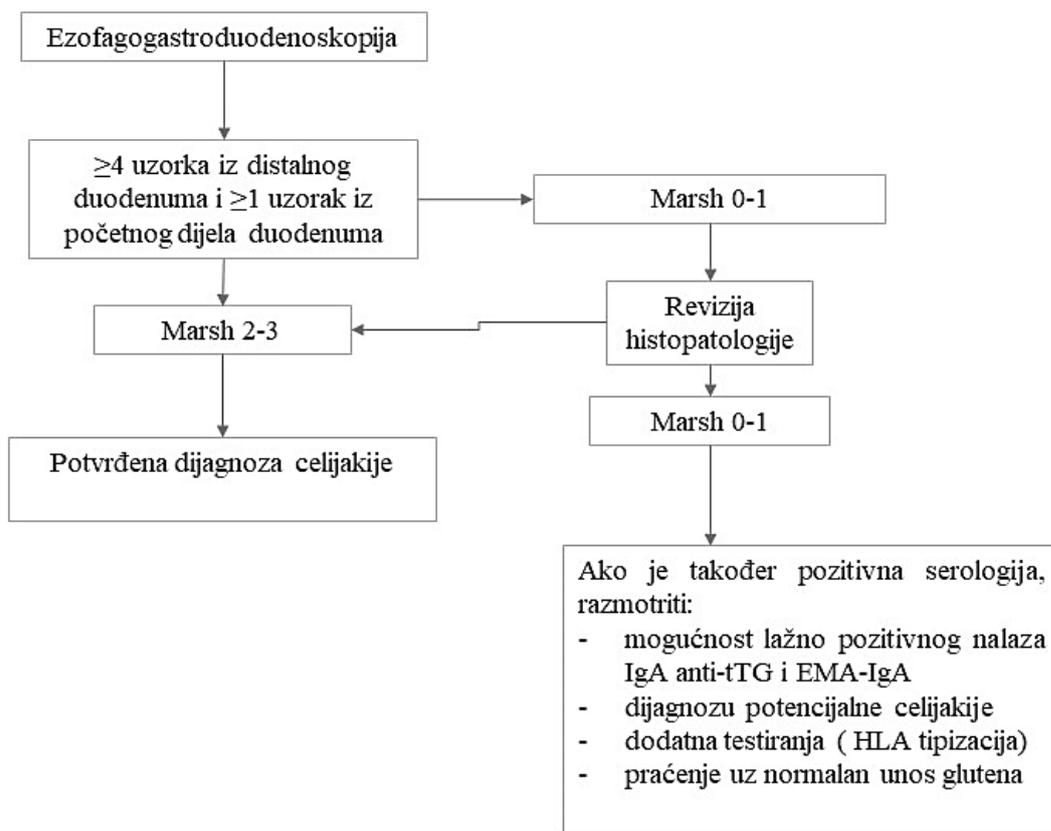 Ezofagogastroduodenoskopija
≥4 uzorka iz distalnog
duodenuma i ≥1 uzorak iz
početnog dijela duodenuma
Marsh 0-1
Marsh 2-3
Revizija
histopatologije
Marsh 0-1
Potvrđena dijagnoza celijakije
Ako je također pozitivna serologija,
razmotriti:
- mogućnost lažno pozitivnog nalaza
IgA anti-tTG i EMA-IgA
- dijagnozu potencijalne celijakije
- dodatna testiranja ( HLA tipizacija)
- praćenje uz normalan unos glutena